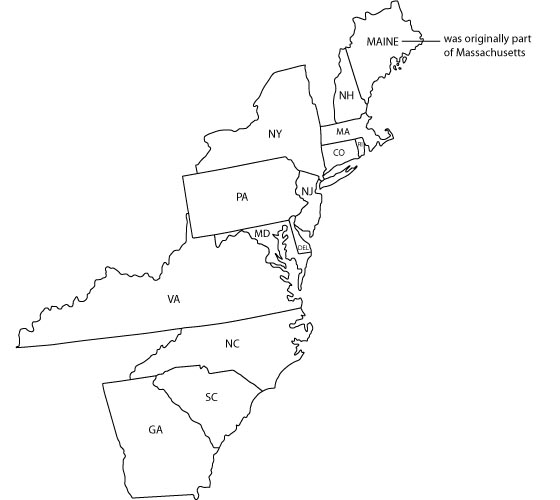 MAINE
was originally part
of Massachusetts
NH
NY
MA
CO
RI
PA
NJ
MD
DEL
VA
NC
SC
GA